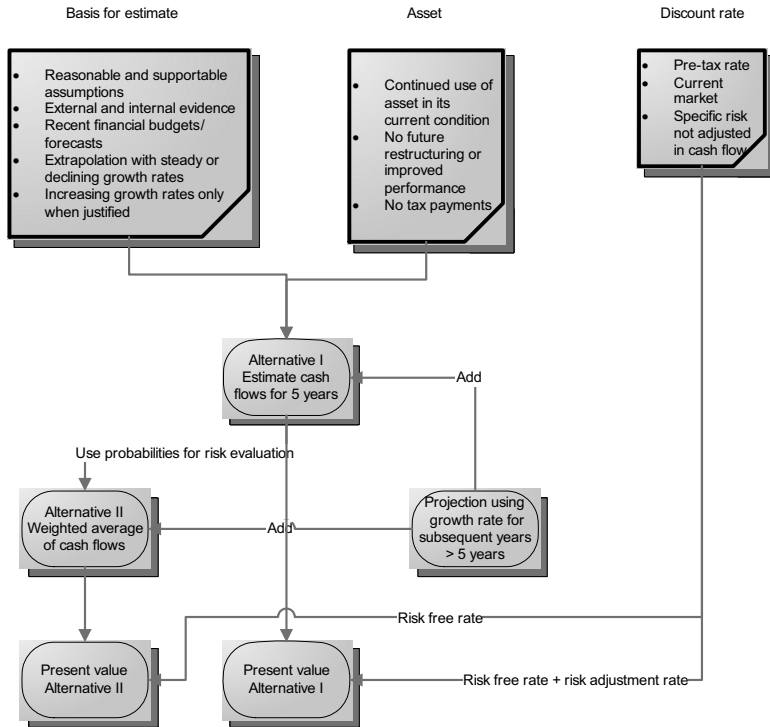 Basis for estimate
Asset
Discount rate
• Reasonable and supportable
assumptions
• External and internal evidence
• Recent financial budgets/
forecasts
• Extrapolation with steady or
declining growth rates
• Increasing growth rates only
when justified
• Continued use of
asset in its
current condition
• No future
restructuring or
improved
performance
• No tax payments
• Pre-tax rate
• Current
market
• Specific risk
not adjusted
in cash flow
Alternative I
Estimate cash
flows for 5 years
Add
Use probabilities for risk evaluation
Alternative II
Weighted average
of cash flows
Add
Projection using
growth rate for
subsequent years
> 5 years
Risk free rate
Present value
Alternative II
Present value
Alternative I
Risk free rate + risk adjustment rate